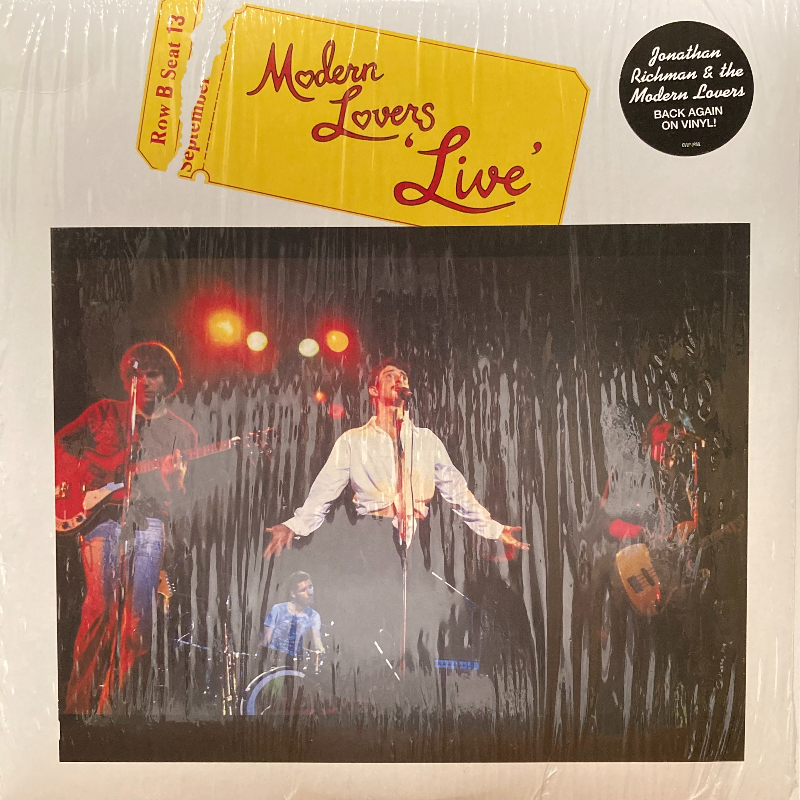 Row B Seat 13
September
Modern
Lovers
'Live'
Jonathan
Richman & the
Modern Lovers
BACK AGAIN
ON VINYL!